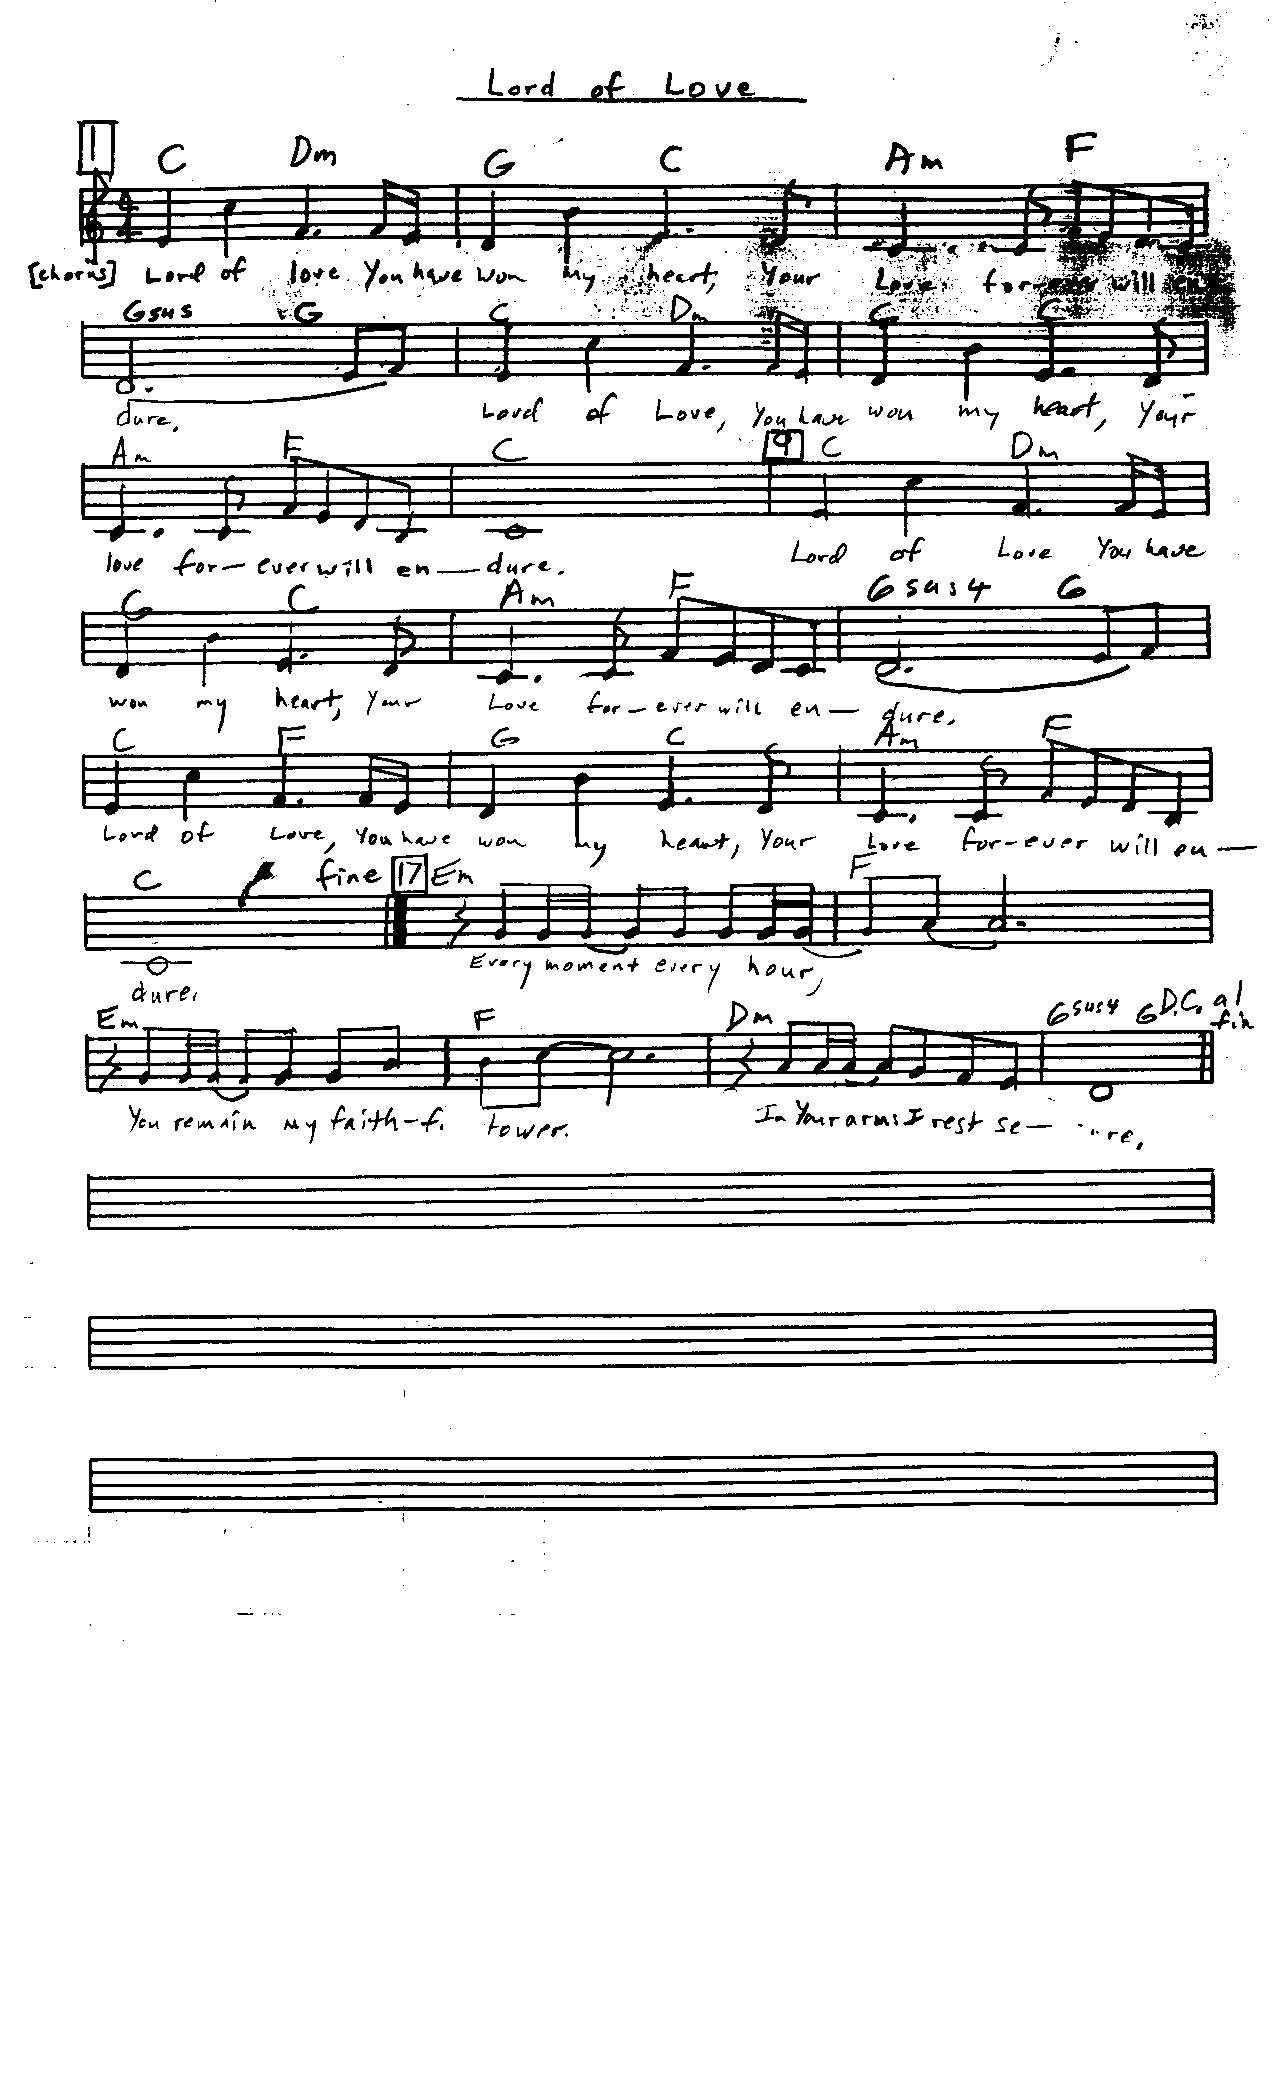 Lord of Love
1
C Dm G C Am F
[chorus] Lord of love You have won my heart, Your Love for-ever will en
Gsus G C Dm G C
dure. Lord of Love, You have won my heart, Your
Am F C 9 C Dm
love for-ever will en-dure. Lord of Love You have
G C Am F Gsus4 G
won my heart, Your Love for-ever will en-dure.
C F G C Am F
Lord of Love, You have won my heart, Your Love for-ever will en-
C fine 17 Em F
dure. Every moment every hour,
Em F Dm Gsus4 G D.C. al fin
You remain my faith-f. tower. In Your arms I rest se- re.